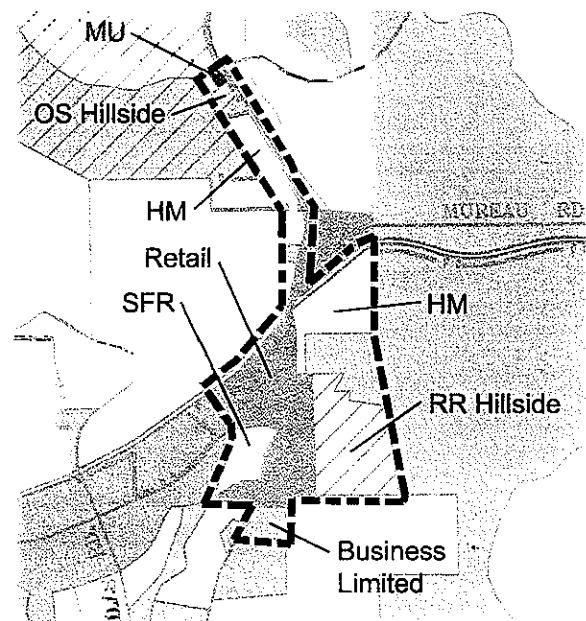 MU
OS Hillside
HM
MUREAU RD
Retail
SFR
HM
RR Hillside
Business
Limited